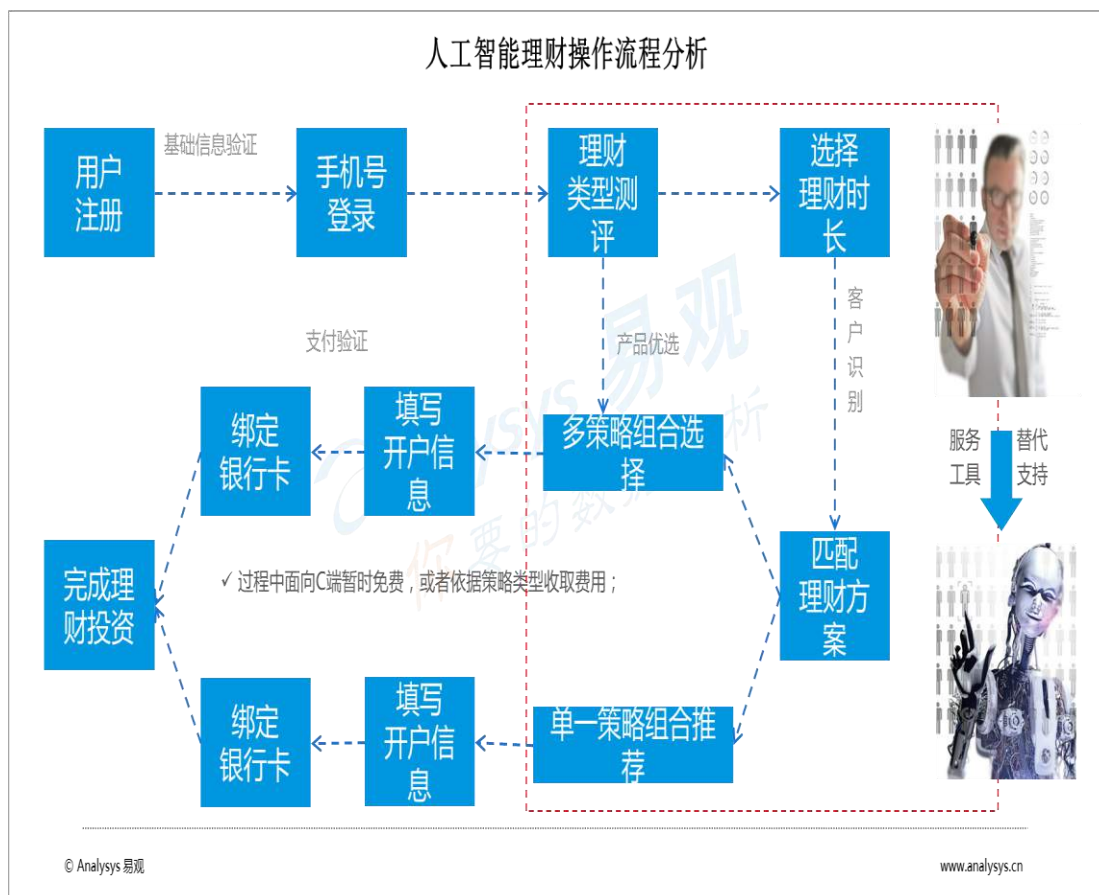 人工智能理财操作流程分析
用户
注册
基础信息验证
手机号
登录
理财
类型测
评
选择
理财时
长
支付验证
产品优选
客
户
识
别
绑定
银行卡
填写
开户信
息
多策略组合选
择
服务
工具
替代
支持
完成理
财投资
✓ 过程中面向C端暂时免费，或者依据策略类型收取费用；
匹配
理财方
案
绑定
银行卡
填写
开户信
息
单一策略组合推
荐
© Analysys 易观
www.analysys.cn